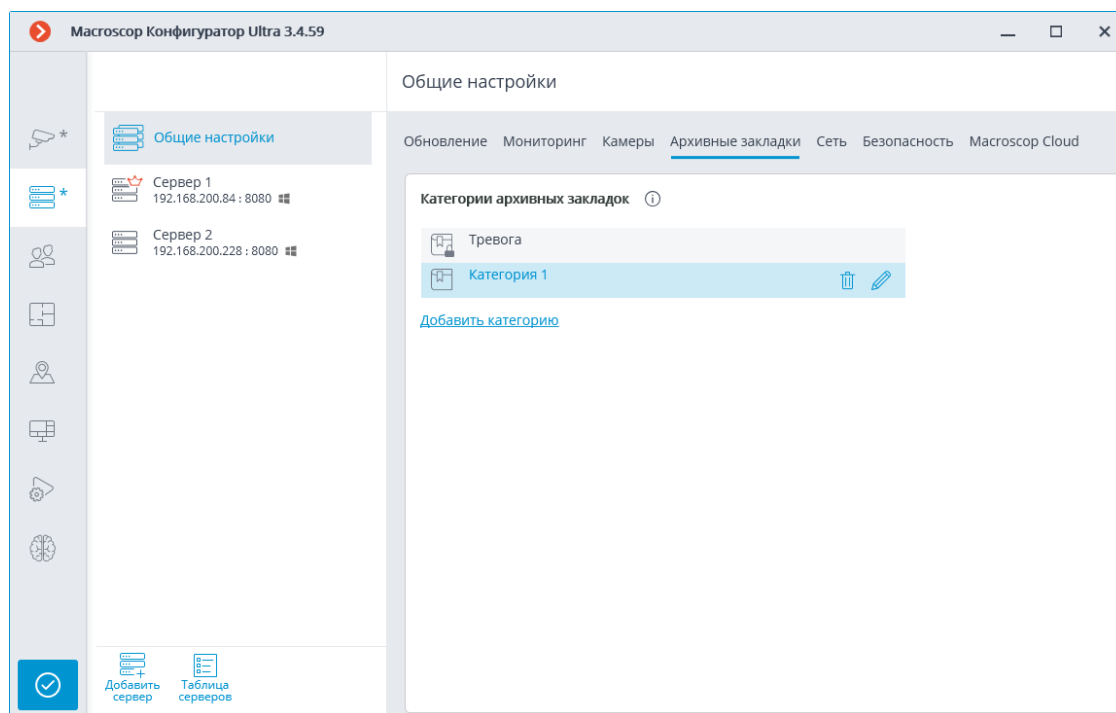 Macroscop Конфигуратор Ultra 3.4.59
Общие настройки
*
Общие настройки
Обновление Мониторинг Камеры Архивные закладки Сеть Безопасность Macroscop Cloud
*
Сервер 1
192.168.200.84 : 8080
Сервер 2
192.168.200.228 : 8080
Категории архивных закладок
Тревога
Категория 1
Добавить категорию
Добавить сервер
Таблица серверов